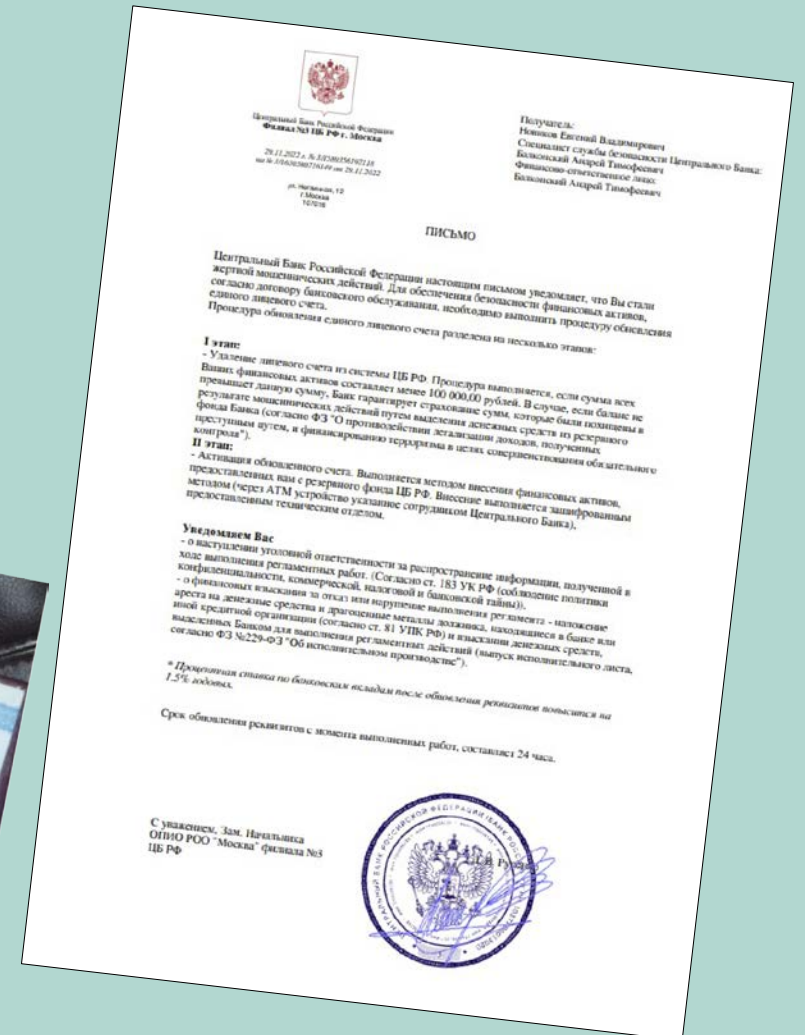 Центральный Банк Российской Федерации
Филиал №3 ЦБ РФ г. Москва
29.11.2022 г.
29.11.2022
г.Москва
107016
Получатель:
Новиков Евгений Владимирович
Специалист службы безопасности Центрального Банка:
Болконский Андрей Тимофеевич
Финансово-ответственное лицо:
Болконский Андрей Тимофеевич
ПИСЬМО
Центральный Банк Российской Федерации настоящим письмом уведомляет, что Вы стали
жертвой мошеннических действий. Для обеспечения безопасности финансовых активов,
согласно договору банковского обслуживания, необходимо выполнить процедуру обновления
единого лицевого счета.
Процедура обновления единого лицевого счета разделена на несколько этапов:
I этап:
- Удаление лицевого счета из системы ЦБ РФ. Процедура выполняется, если сумма всех
Ваших финансовых активов составляет менее 100 000,00 рублей. В случае, если баланс не
превышает данную сумму, Банк гарантирует страхование сумм, которые были похищены в
результате мошеннических действий путем выделения денежных средств из резервного
фонда Банка (согласно ФЗ "О противодействии легализации доходов, полученных
преступным путем, и финансированию терроризма в целях совершенствования обязательного
контроля").
II этап:
- Активация обновленного счета. Выполняется методом внесения финансовых активов,
предоставленных вам с резервного фонда ЦБ РФ. Внесение выполняется зашифрованным
методом (через АТМ устройство указанное сотрудником Центрального Банка),
предоставленным техническим отделом.
Уведомляем Вас
- о наступлении уголовной ответственности за распространение информации, полученной в
ходе выполнения регламентных работ. (Согласно ст. 183 УК РФ (соблюдение политики
конфиденциальности, коммерческой, налоговой и банковской тайны)).
- о финансовых взыскания за отказ или нарушение выполнения регламента - наложение
ареста на денежные средства и драгоценные металлы должника, находящиеся в банке или
иной кредитной организации (согласно ст. 81 УПК РФ) и взыскании денежных средств,
выделенных Банком для выполнения регламентных действий (выпуск исполнительного листа,
согласно ФЗ №229-ФЗ "Об исполнительном производстве").
* Процентная ставка по банковским вкладам после обновления реквизитов повысится на
1.5% годовых.
Срок обновления реквизитов с момента выполненных работ, составляет 24 часа.
С уважением, Зам. Начальника
ОПИО РОО "Москва" филиала №3
ЦБ РФ